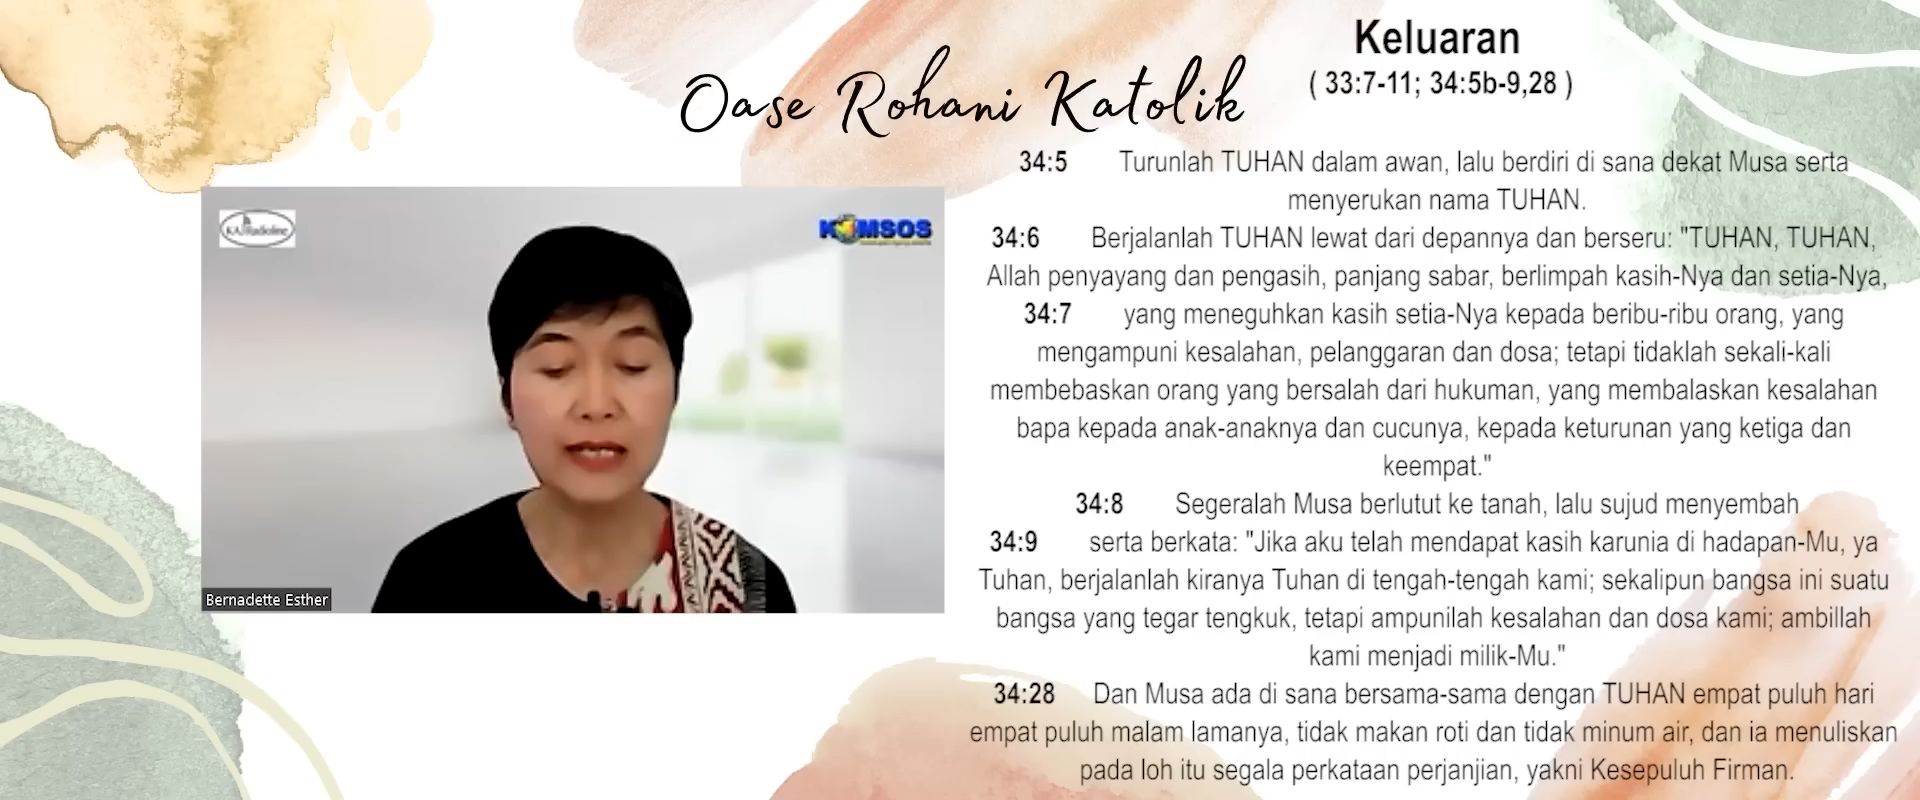 Keluaran
Oase Rohani Katolik
( 33:7-11; 34:5b-9,28 )
34:5 Turunlah TUHAN dalam awan, lalu berdiri di sana dekat Musa serta
menyerukan nama TUHAN.
34:6 Berjalanlah TUHAN lewat dari depannya dan berseru: "TUHAN, TUHAN,
Allah penyayang dan pengasih, panjang sabar, berlimpah kasih-Nya dan setia-Nya,
34:7 yang meneguhkan kasih setia-Nya kepada beribu-ribu orang, yang
mengampuni kesalahan, pelanggaran dan dosa; tetapi tidaklah sekali-kali
membebaskan orang yang bersalah dari hukuman, yang membalaskan kesalahan
bapa kepada anak-anaknya dan cucunya, kepada keturunan yang ketiga dan
keempat."
34:8 Segeralah Musa berlutut ke tanah, lalu sujud menyembah
34:9 serta berkata: "Jika aku telah mendapat kasih karunia di hadapan-Mu, ya
Tuhan, berjalanlah kiranya Tuhan di tengah-tengah kami; sekalipun bangsa ini suatu
bangsa yang tegar tengkuk, tetapi ampunilah kesalahan dan dosa kami; ambillah
kami menjadi milik-Mu."
34:28 Dan Musa ada di sana bersama-sama dengan TUHAN empat puluh hari
empat puluh malam lamanya, tidak makan roti dan tidak minum air, dan ia menuliskan
pada loh itu segala perkataan perjanjian, yakni Kesepuluh Firman.
KOMSOS
Bernadette Esther